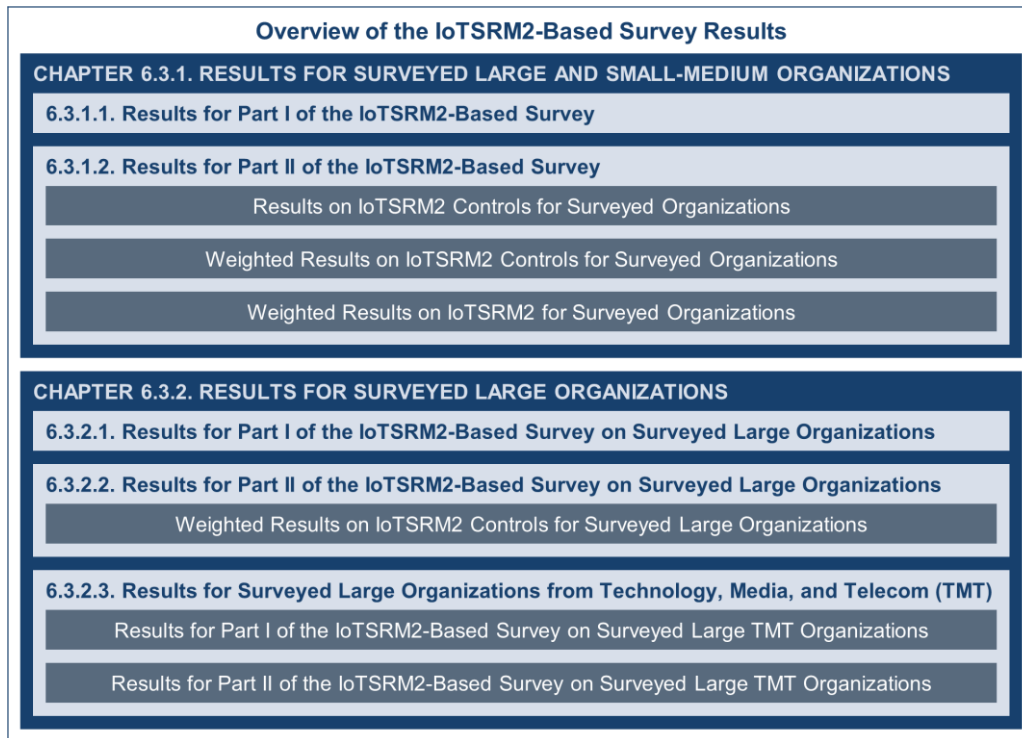 Overview of the IoTSRM2-Based Survey Results
CHAPTER 6.3.1. RESULTS FOR SURVEYED LARGE AND SMALL-MEDIUM ORGANIZATIONS
6.3.1.1. Results for Part I of the IoTSRM2-Based Survey
6.3.1.2. Results for Part II of the IoTSRM2-Based Survey
Results on IoTSRM2 Controls for Surveyed Organizations
Weighted Results on IoTSRM2 Controls for Surveyed Organizations
Weighted Results on IoTSRM2 for Surveyed Organizations
CHAPTER 6.3.2. RESULTS FOR SURVEYED LARGE ORGANIZATIONS
6.3.2.1. Results for Part I of the IoTSRM2-Based Survey on Surveyed Large Organizations
6.3.2.2. Results for Part II of the IoTSRM2-Based Survey on Surveyed Large Organizations
Weighted Results on IoTSRM2 Controls for Surveyed Large Organizations
6.3.2.3. Results for Surveyed Large Organizations from Technology, Media, and Telecom (TMT)
Results for Part I of the IoTSRM2-Based Survey on Surveyed Large TMT Organizations
Results for Part II of the IoTSRM2-Based Survey on Surveyed Large TMT Organizations